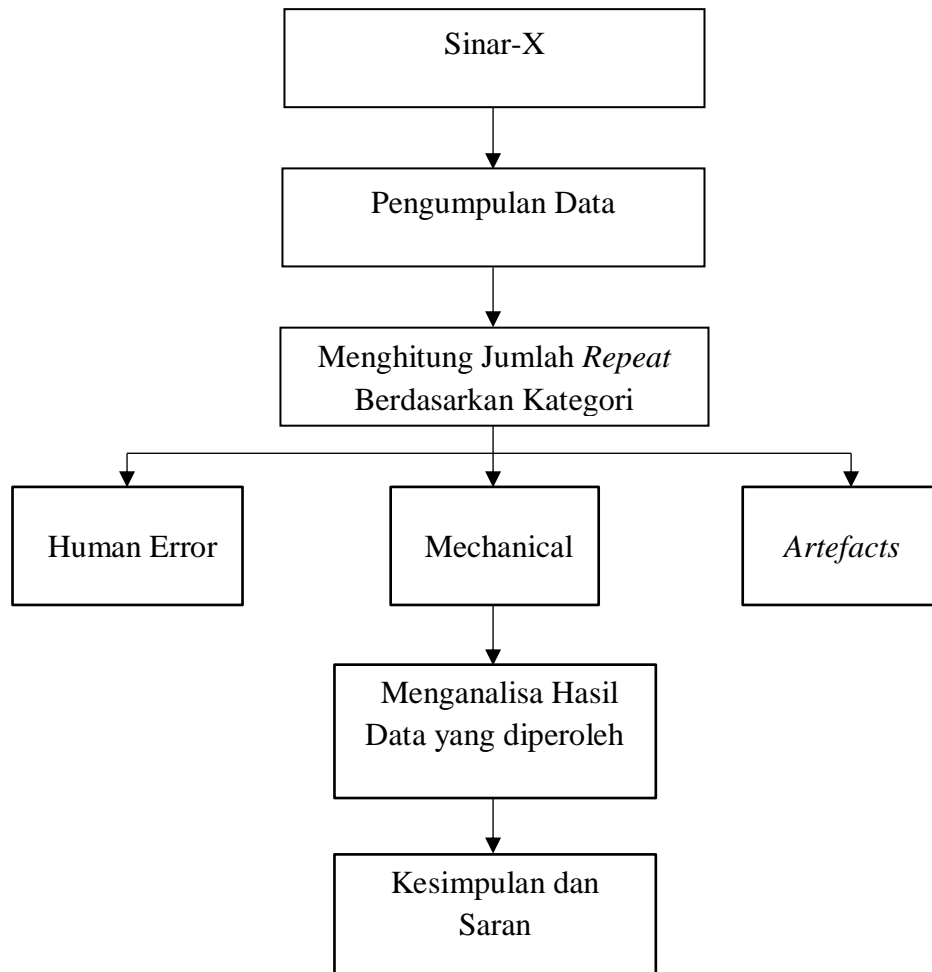 Sinar-X
Pengumpulan Data
Menghitung Jumlah Repeat
Berdasarkan Kategori
Human Error
Mechanical
Artefacts
Menganalisa Hasil
Data yang diperoleh
Kesimpulan dan
Saran